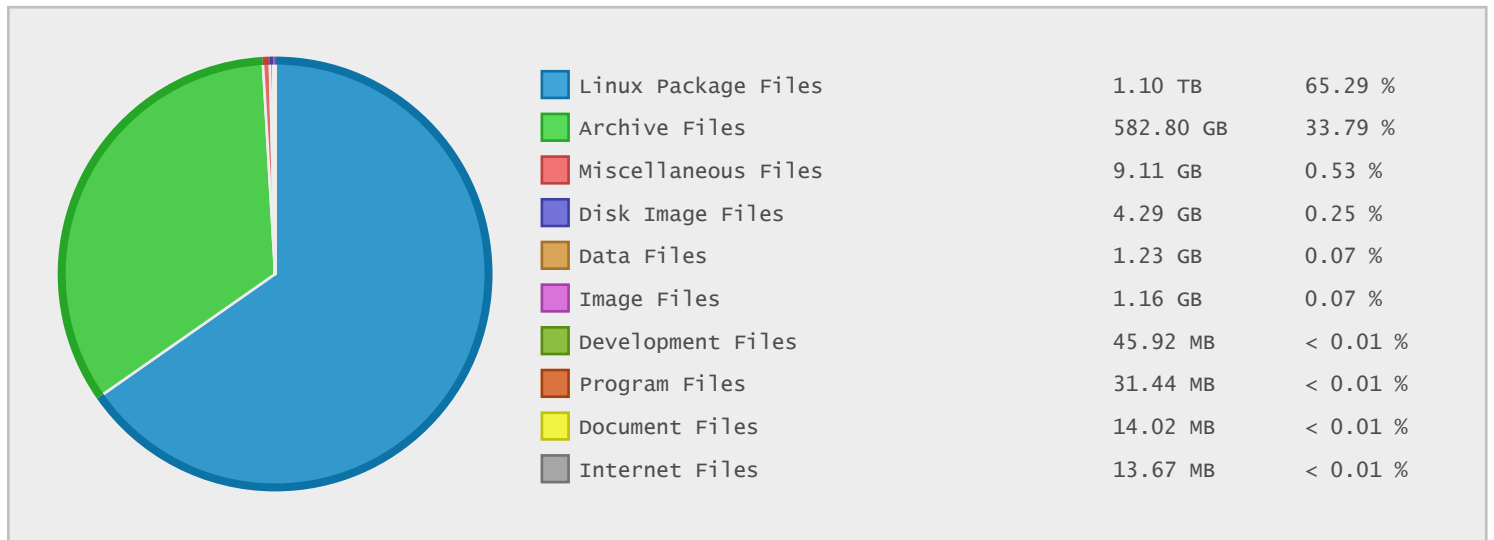 Linux Package Files 1.10 TB 65.29 %
Archive Files 582.80 GB 33.79 %
Miscellaneous Files 9.11 GB 0.53 %
Disk Image Files 4.29 GB 0.25 %
Data Files 1.23 GB 0.07 %
Image Files 1.16 GB 0.07 %
Development Files 45.92 MB < 0.01 %
Program Files 31.44 MB < 0.01 %
Document Files 14.02 MB < 0.01 %
Internet Files 13.67 MB < 0.01 %